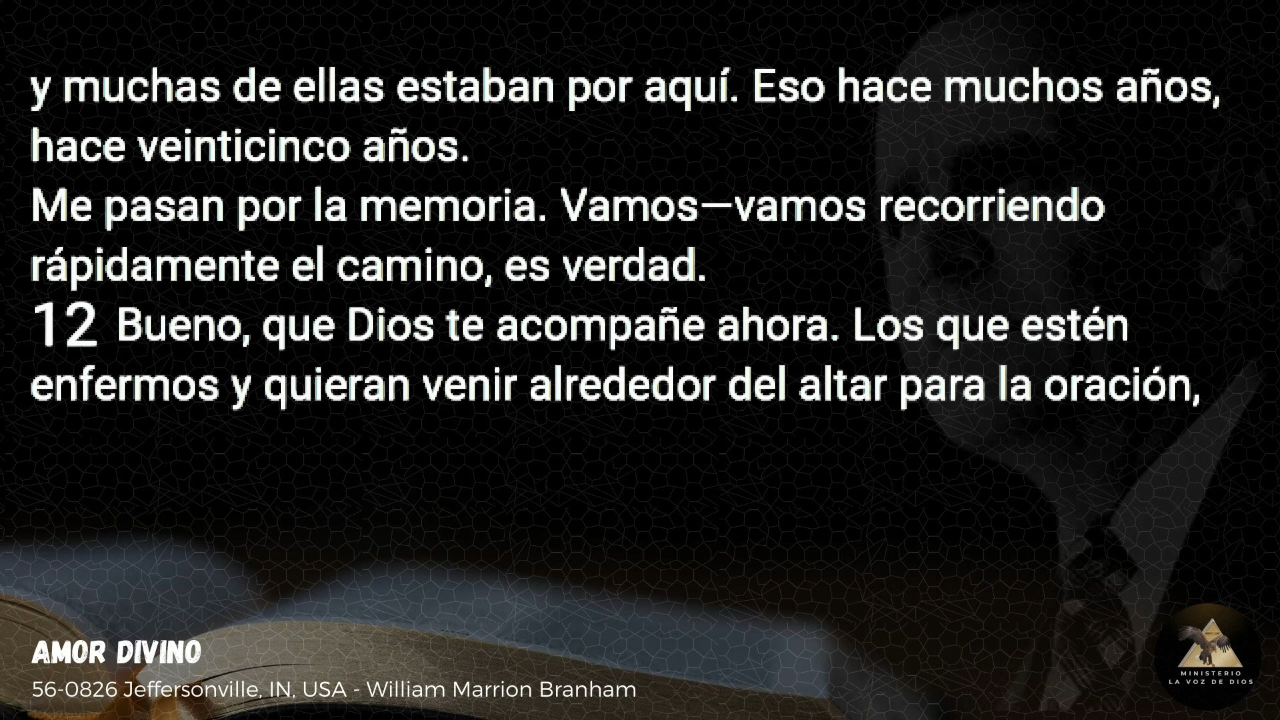 y muchas de ellas estaban por aquí. Eso hace muchos años,
hace veinticinco años.
Me pasan por la memoria. Vamos—vamos recorriendo
rápidamente el camino, es verdad.
12 Bueno, que Dios te acompañe ahora. Los que estén
enfermos y quieran venir alrededor del altar para la oración,
AMOR DIVINO
56-0826 Jeffersonville, IN, USA - William Marrion Branham
MINISTERIO
LA VOZ DE DIOS